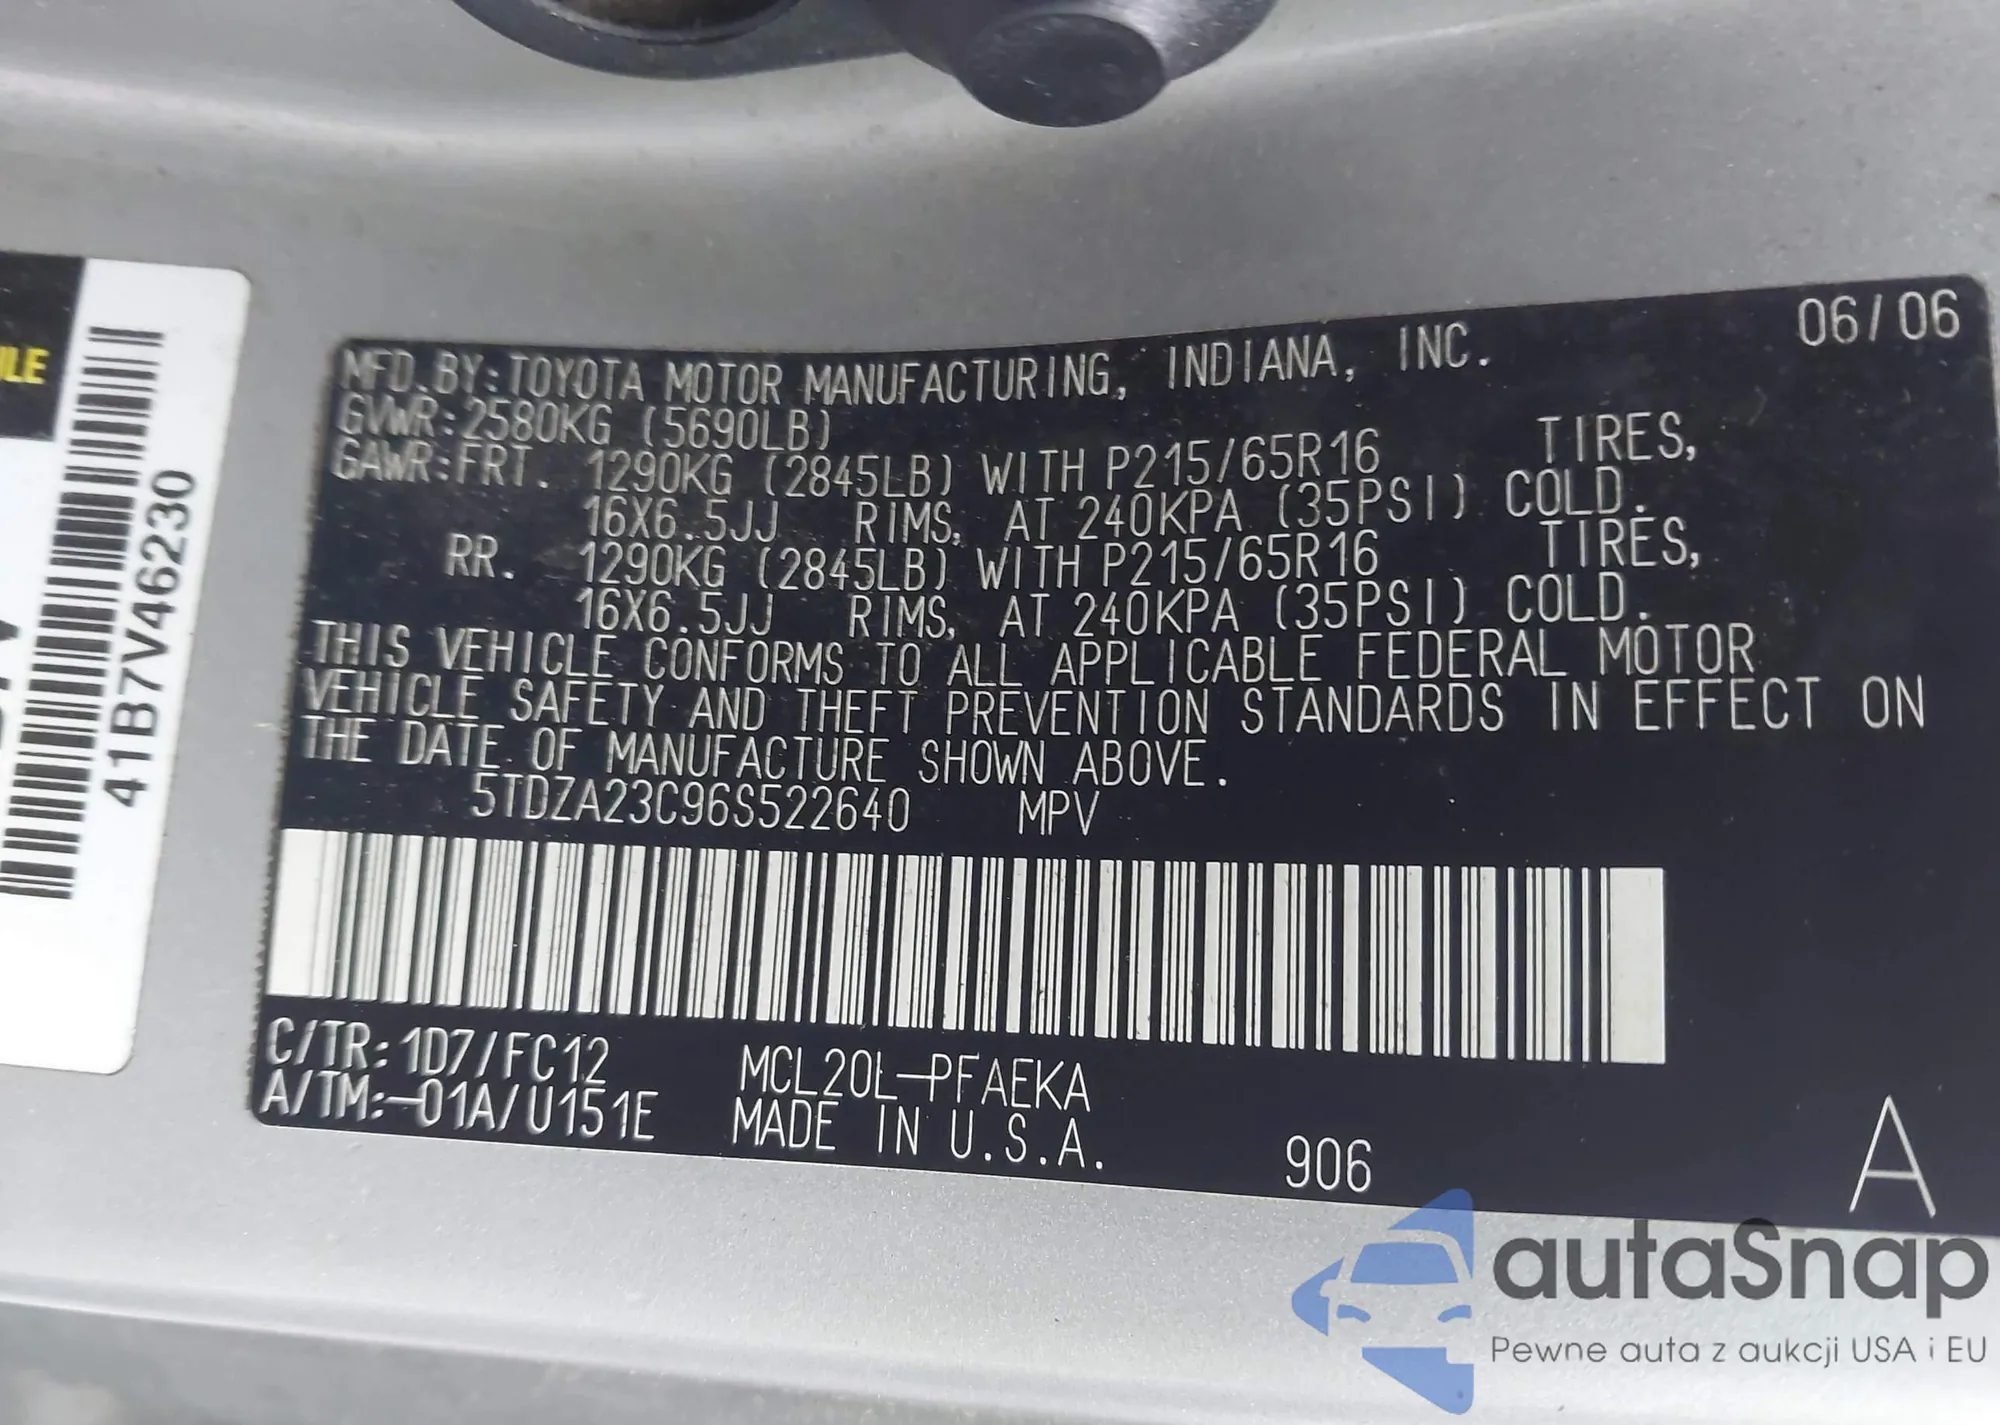 06/06
MFD.BY:TOYOTA MOTOR MANUFACTURING, INDIANA, INC.
GVWR:2580KG (5690LB)
GAWR:FRT. 1290KG (2845LB) WITH P215/65R16 TIRES,
16X6.5JJ RIMS, AT 240KPA (35PSI) COLD.
RR. 1290KG (2845LB) WITH P215/65R16 TIRES,
16X6.5JJ RIMS, AT 240KPA (35PSI) COLD.
THIS VEHICLE CONFORMS TO ALL APPLICABLE FEDERAL MOTOR
VEHICLE SAFETY AND THEFT PREVENTION STANDARDS IN EFFECT ON
THE DATE OF MANUFACTURE SHOWN ABOVE.
5TDZA23C96S522640 MPV
C/TR:1D7/FC12 MCL20L-PFAEKA
A/TM:-01A/U151E MADE IN U.S.A.
906
A
41B7V46230
autaSnap
Pewne auta z aukcji USA i EU